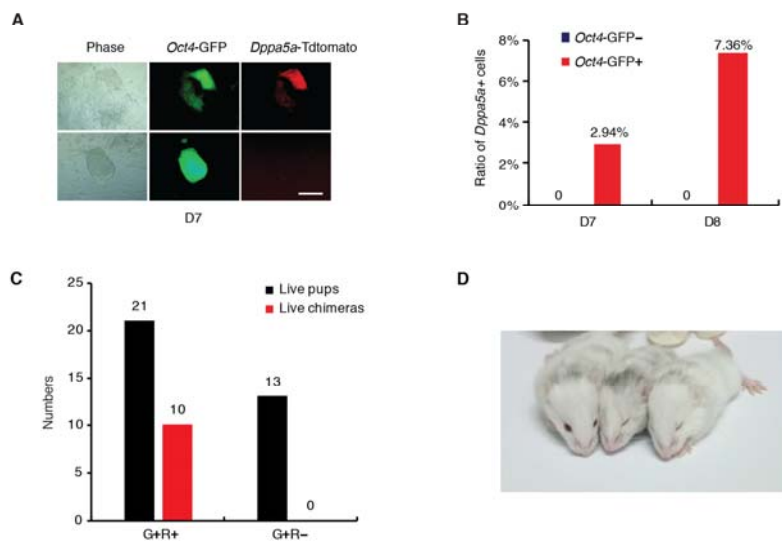 A
Phase Oct4-GFP Dppa5a-Tdtomato
D7
B
Oct4-GFP−
Oct4-GFP+
Ratio of Dppa5a+ cells
8%
6%
4%
2%
0%
0
2.94%
0
7.36%
D7 D8
C
Live pups
Live chimeras
Numbers
25
20
15
10
5
0
21
10
13
0
G+R+ G+R−
D